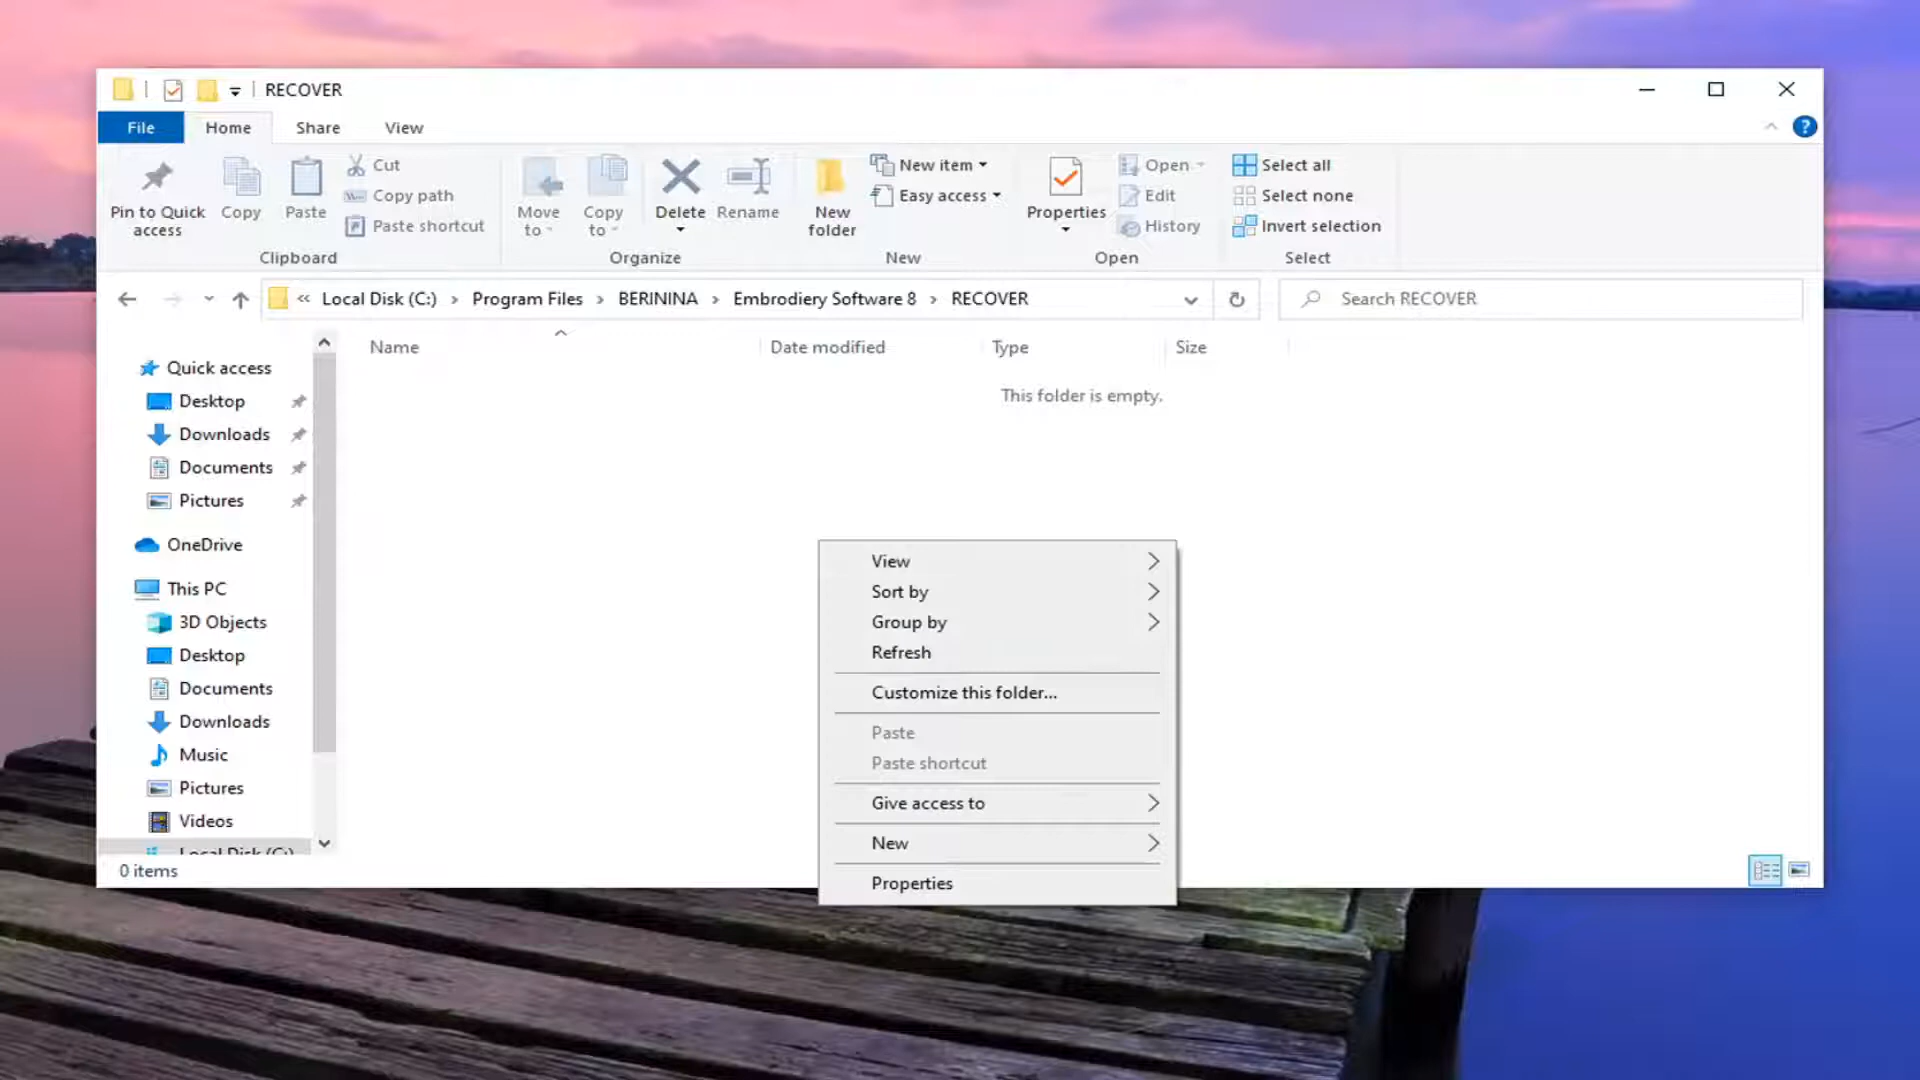 RECOVER
File Home Share View
Pin to Quick access
Copy
Paste
Cut
Copy path
Paste shortcut
Clipboard
Move to
Copy to
Delete
Rename
Organize
New folder
New item
Easy access
New
Properties
Open
Edit
History
Open
Select all
Select none
Invert selection
Select
« Local Disk (C:) › Program Files › BERININA › Embrodiery Software 8 › RECOVER
Search RECOVER
Name Date modified Type Size
This folder is empty.
Quick access
Desktop
Downloads
Documents
Pictures
OneDrive
This PC
3D Objects
Desktop
Documents
Downloads
Music
Pictures
Videos
Local Disk (C:)
0 items
View
Sort by
Group by
Refresh
Customize this folder...
Paste
Paste shortcut
Give access to
New
Properties